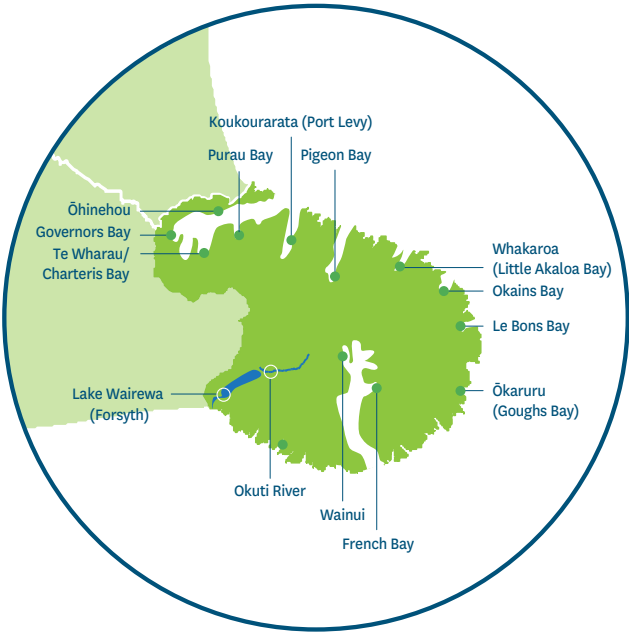 Koukourarata (Port Levy)
Purau Bay
Pigeon Bay
Ōhinehou
Governors Bay
Te Wharau/
Charteris Bay
Whakaroa
(Little Akaloa Bay)
Okains Bay
Le Bons Bay
Lake Wairewa
(Forsyth)
Ōkaruru
(Goughs Bay)
Okuti River
Wainui
French Bay